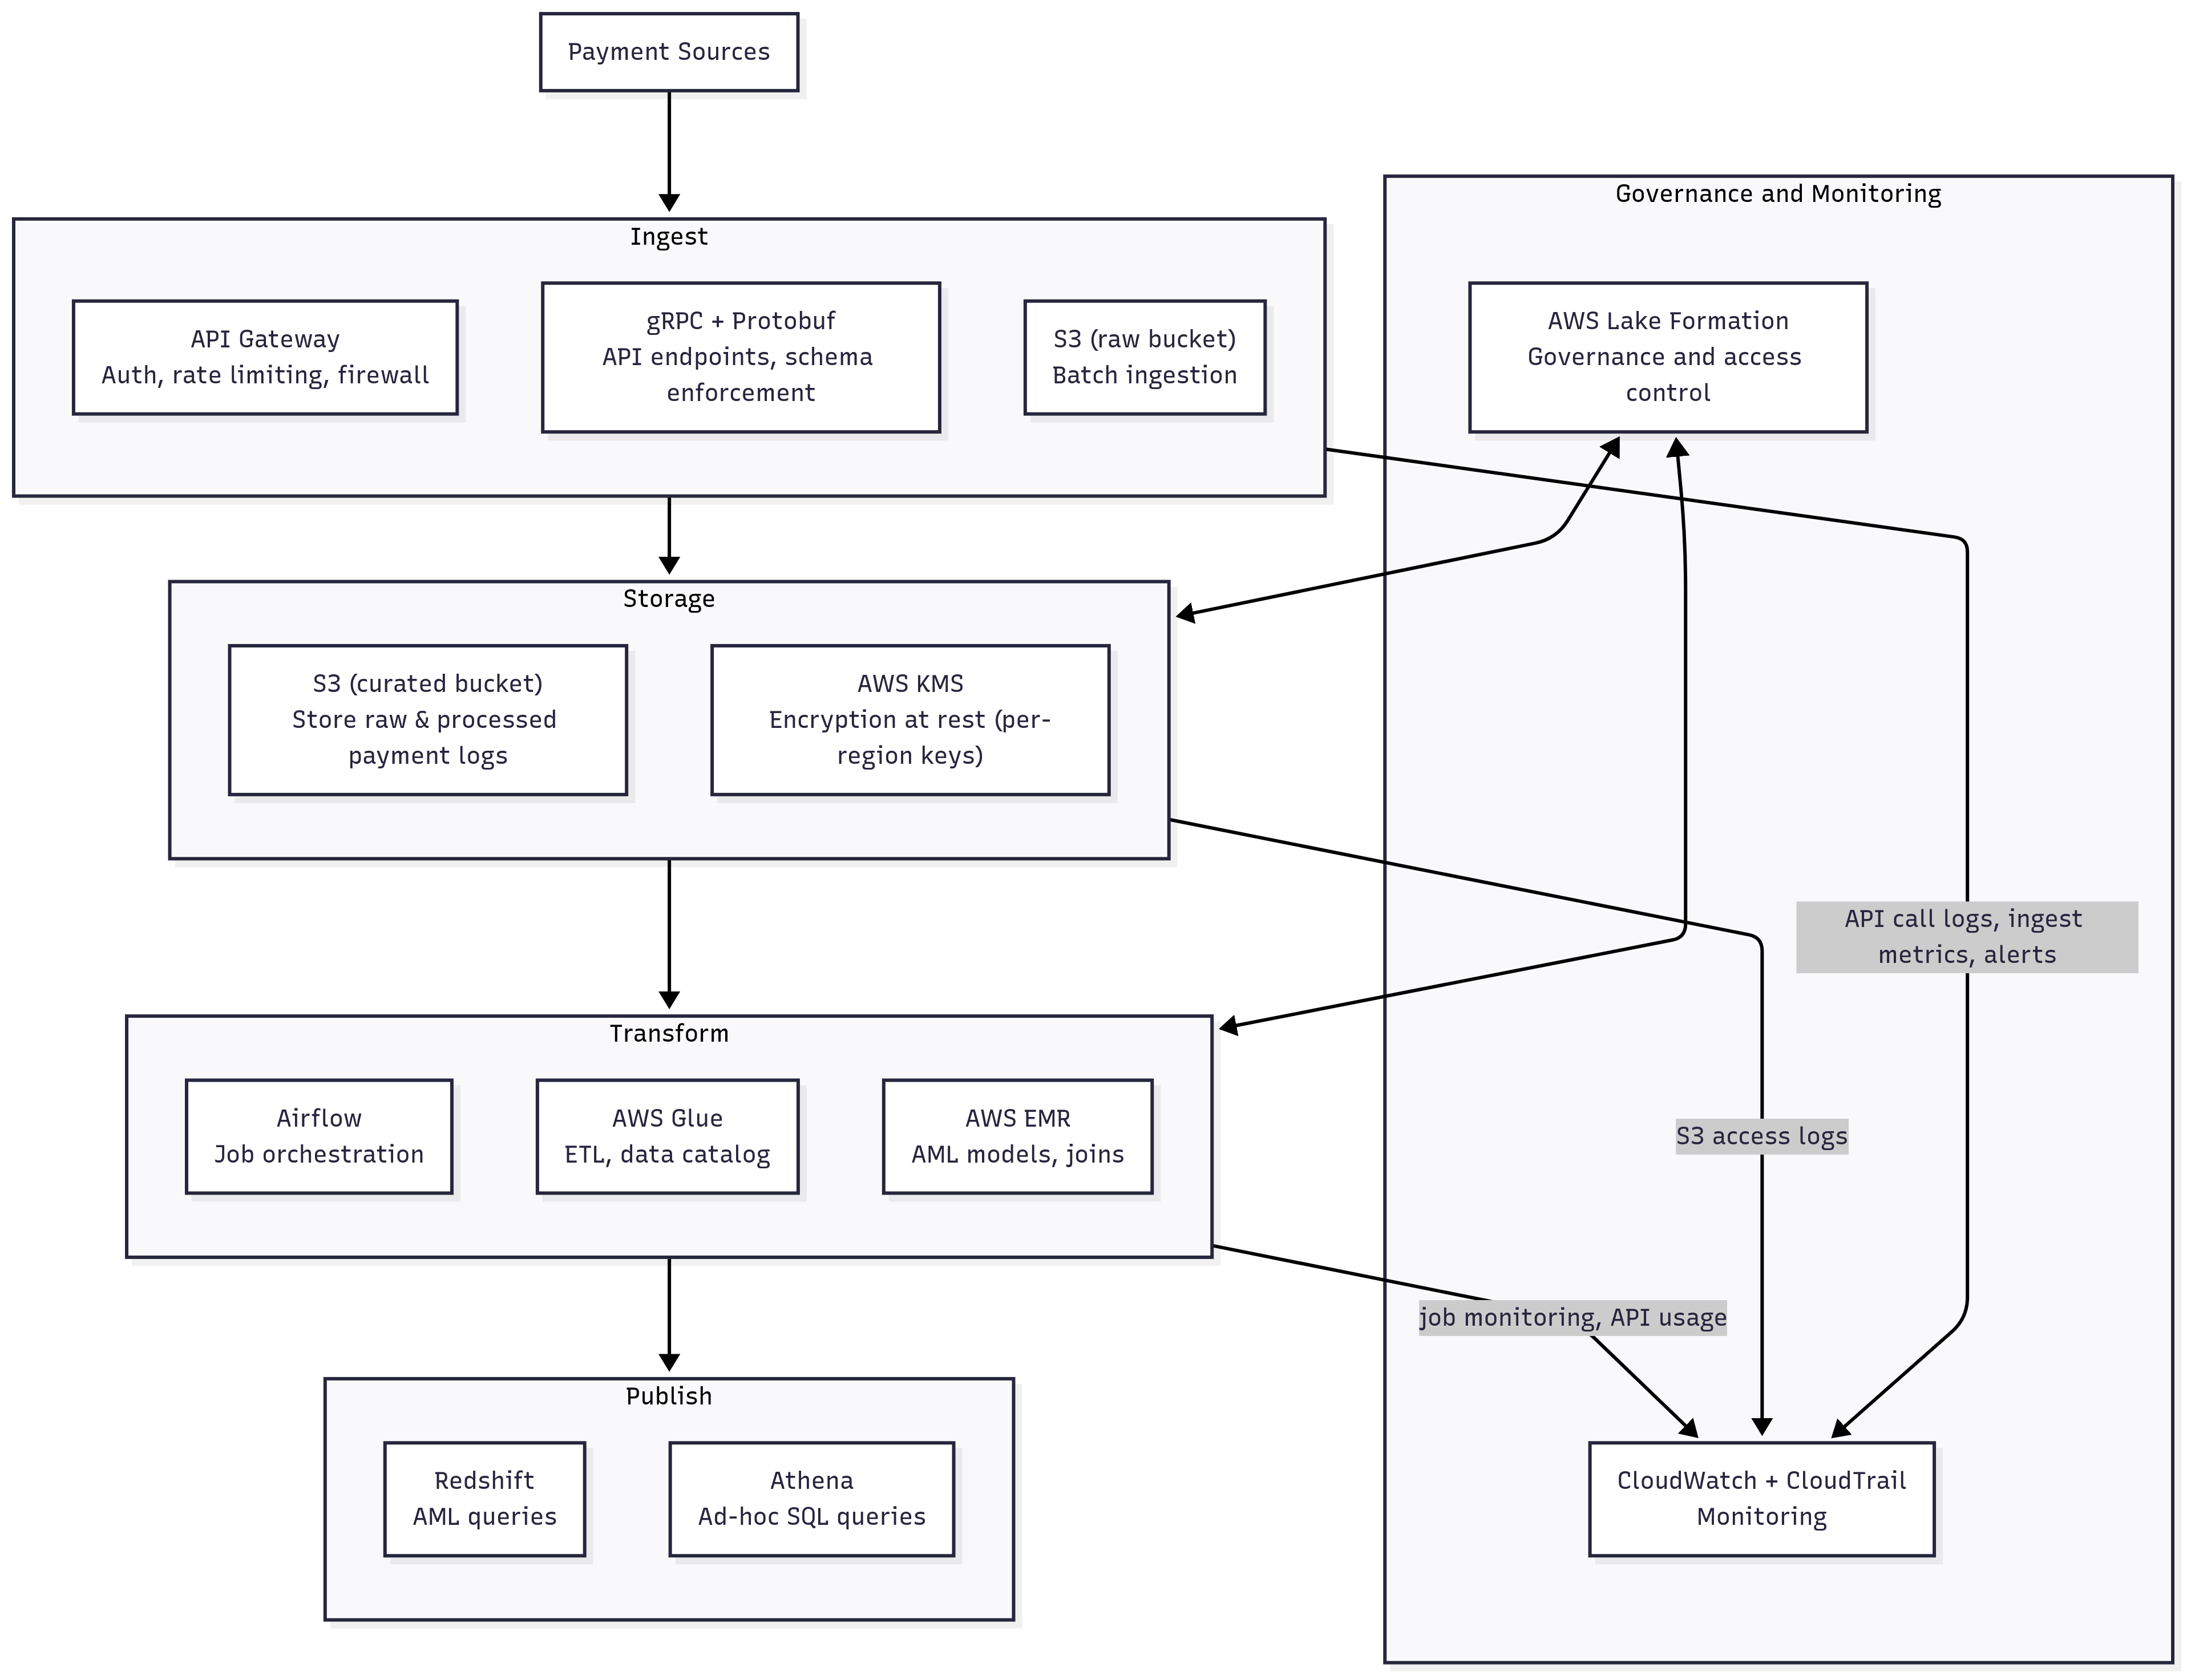 Payment Sources
Ingest
API Gateway
Auth, rate limiting, firewall
gRPC + Protobuf
API endpoints, schema
enforcement
S3 (raw bucket)
Batch ingestion
Governance and Monitoring
AWS Lake Formation
Governance and access
control
Storage
S3 (curated bucket)
Store raw & processed
payment logs
AWS KMS
Encryption at rest (per-
region keys)
API call logs, ingest
metrics, alerts
Transform
Airflow
Job orchestration
AWS Glue
ETL, data catalog
AWS EMR
AML models, joins
S3 access logs
job monitoring, API usage
Publish
Redshift
AML queries
Athena
Ad-hoc SQL queries
CloudWatch + CloudTrail
Monitoring